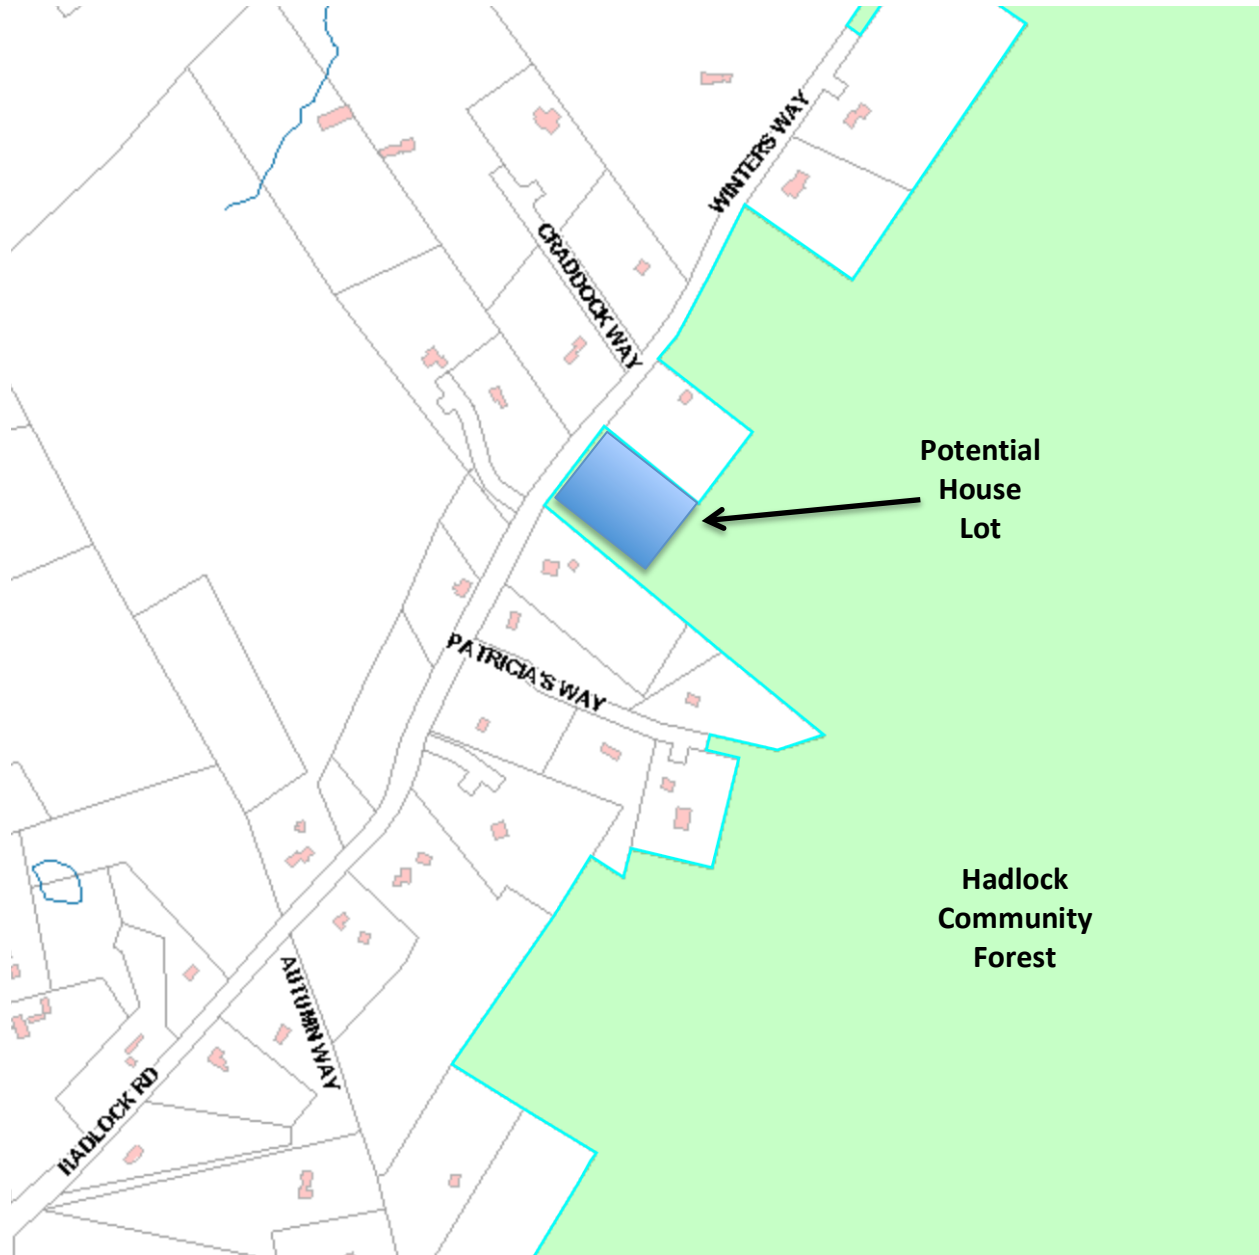 WINTERS WAY
CRADDOCK WAY
Potential
House
Lot
PATRICIA'S WAY
Hadlock
Community
Forest
AUTUMN WAY
HADLOCK RD